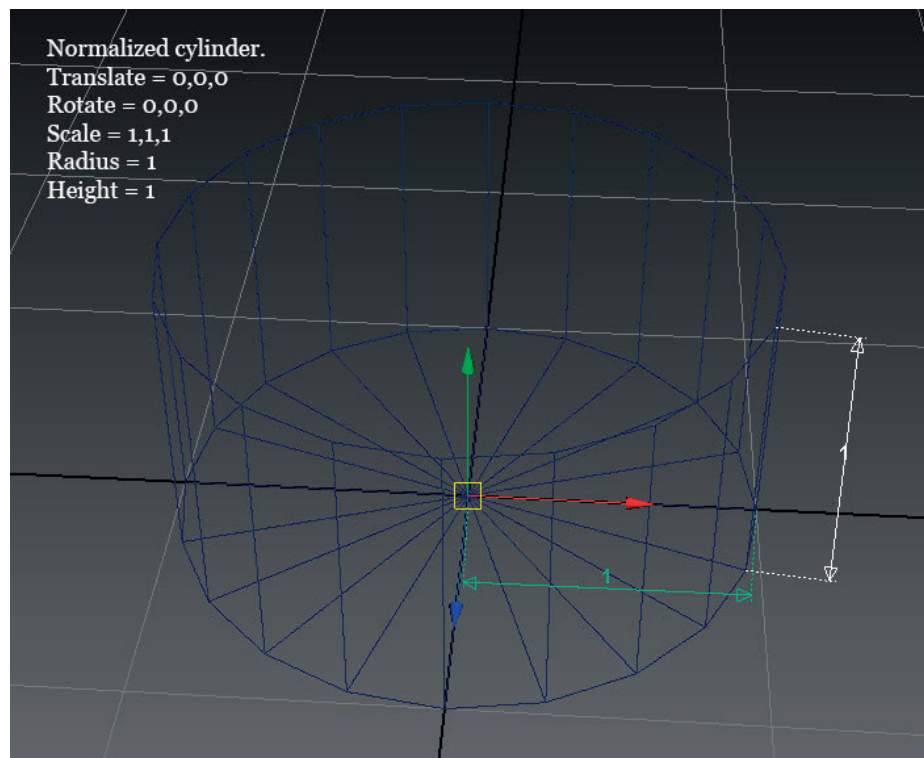 Normalized cylinder.
Translate = 0,0,0
Rotate = 0,0,0
Scale = 1,1,1
Radius = 1
Height = 1
1
1